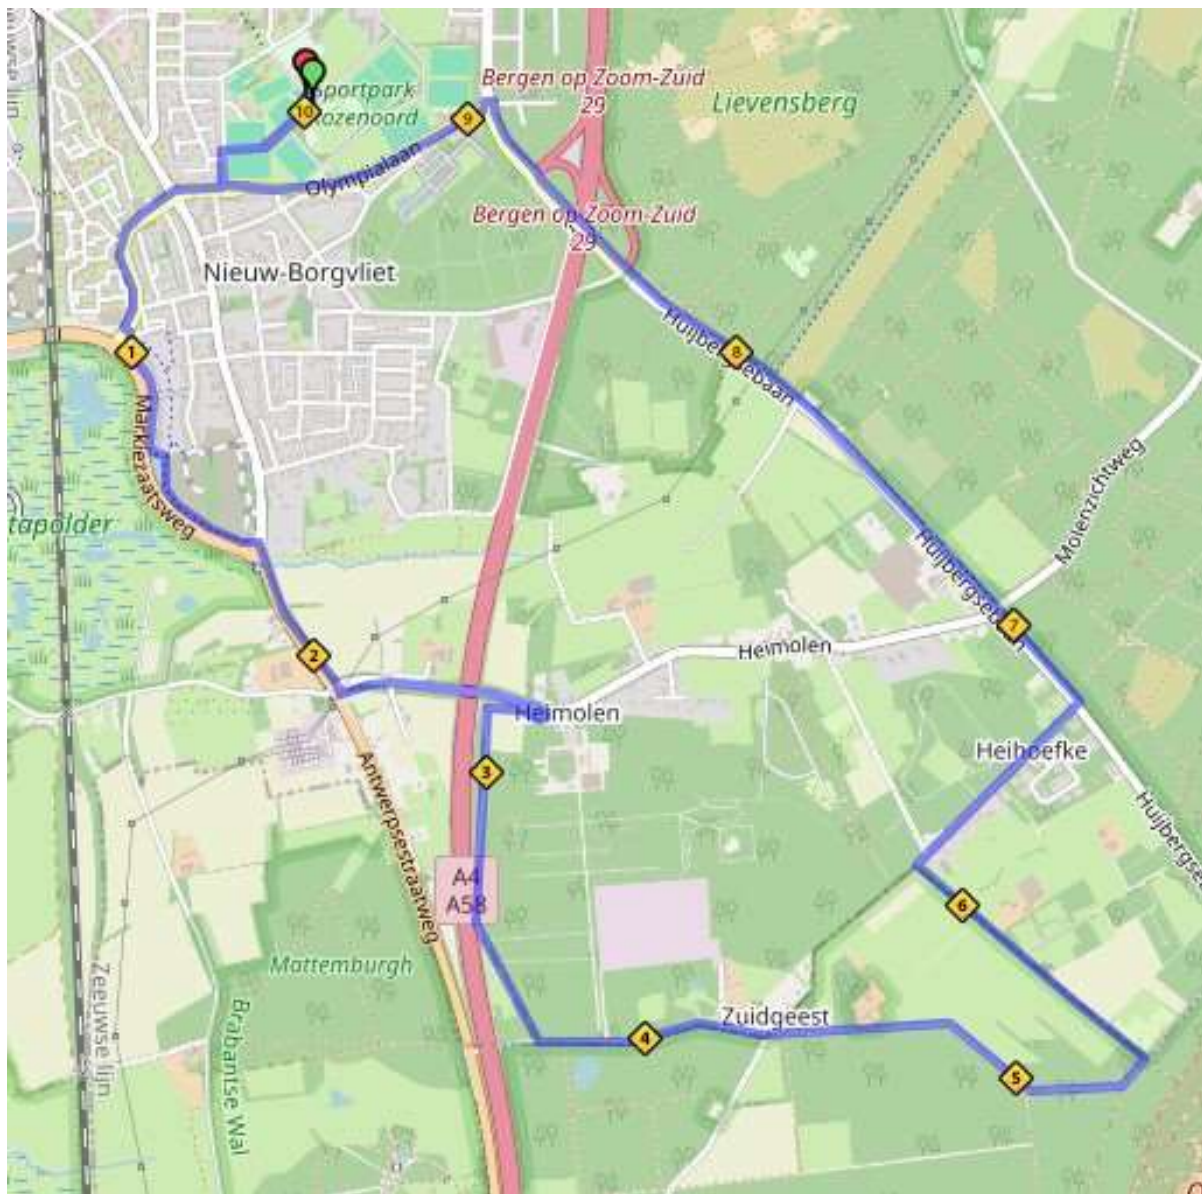 Bergen op Zoom-Zuid
29
Sportpark
Rozenoord
10
9
Lievensberg
Olympialaan
Bergen op Zoom-Zuid
29
Nieuw-Borgvliet
1
Huijbergsebaan
8
Markiezaatsweg
tapolder
Molenzichtweg
Huijbergsebaan
7
2
Heimolen
Heimolen
Heihoefke
3
Antwerpsestraatweg
Huijbergse
A4
A58
6
Mattemburgh
Zeeuwse lijn
Brabantse Wal
Zuidgeest
4
5